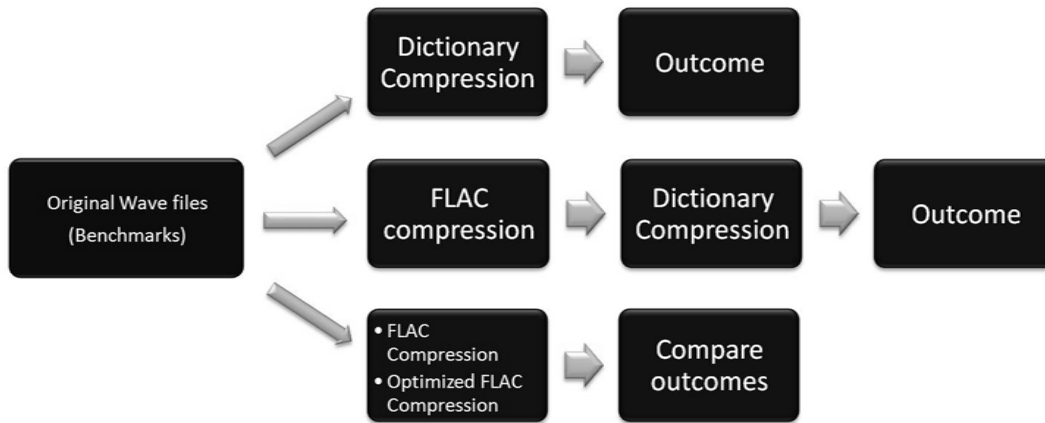 Dictionary
Compression
Outcome
Original Wave files
(Benchmarks)
FLAC
compression
Dictionary
Compression
Outcome
• FLAC
Compression
• Optimized FLAC
Compression
Compare
outcomes